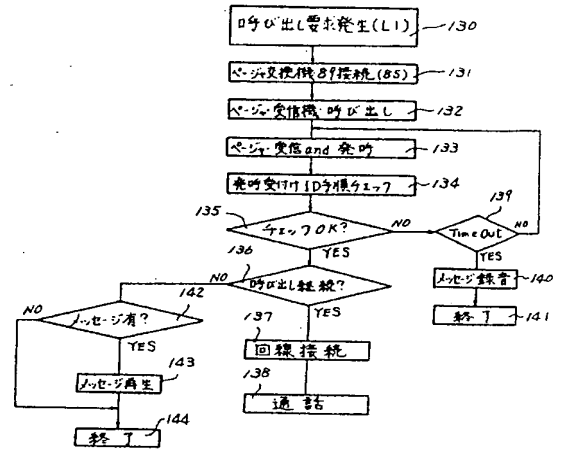 呼び出し要求発生(L1)
130
ページャ交換機89接続(85)
131
ページャ・受信機・呼び出し
132
ページャ・受信and発呼
133
発呼受付けID手順チェック
134
135
チェックOK?
NO
YES
139
Time Out
NO
YES
メッセージ録音
140
終了
141
136
呼び出し継続?
NO
YES
137
回線接続
138
通話
142
メッセージ有?
NO
YES
143
メッセージ再生
終了
144